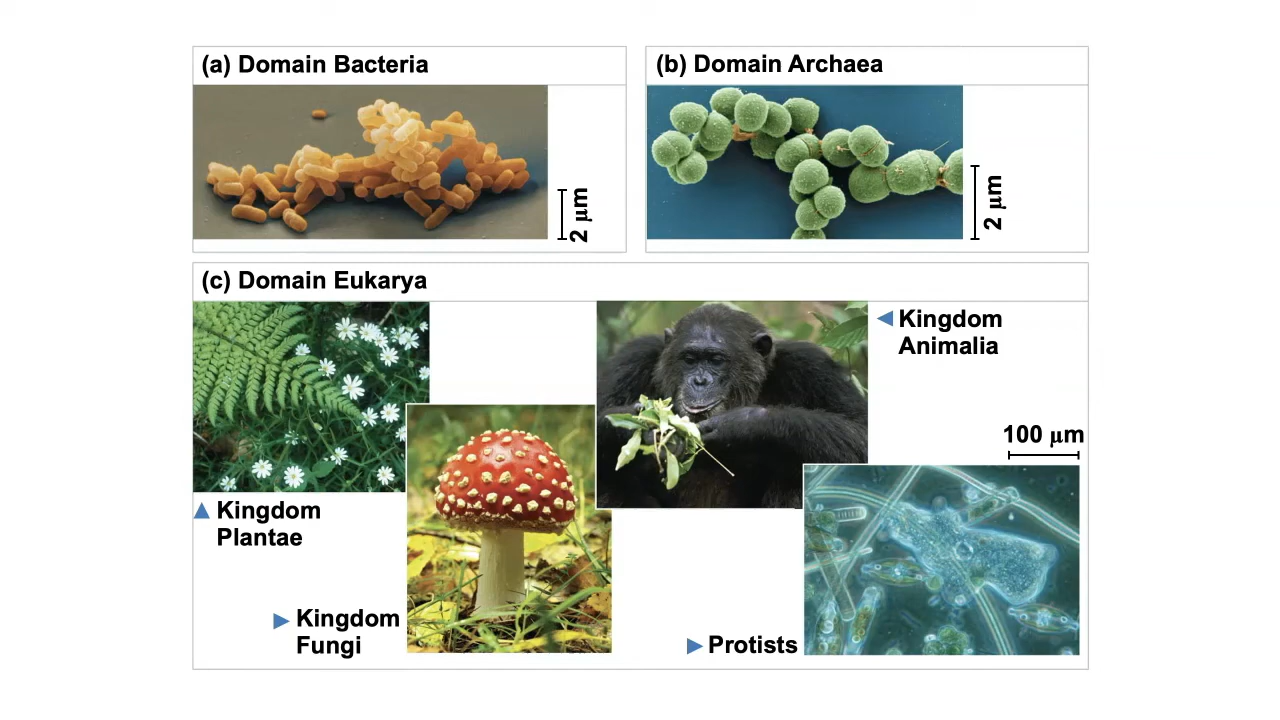 (a) Domain Bacteria
2 μm
(b) Domain Archaea
2 μm
(c) Domain Eukarya
Kingdom
Plantae
Kingdom
Fungi
Kingdom
Animalia
100 μm
Protists